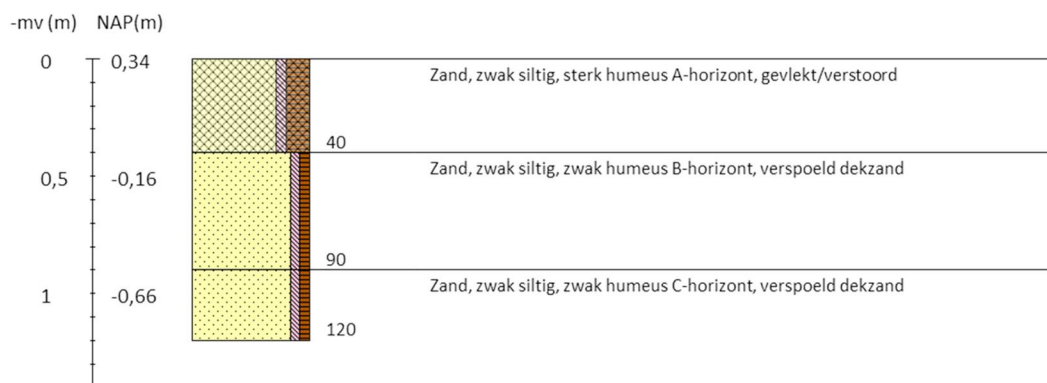 -mv (m) NAP(m)
0 0,34 Zand, zwak siltig, sterk humeus A-horizont, gevlekt/verstoord
40
0,5 -0,16 Zand, zwak siltig, zwak humeus B-horizont, verspoeld dekzand
90
1 -0,66 Zand, zwak siltig, zwak humeus C-horizont, verspoeld dekzand
120